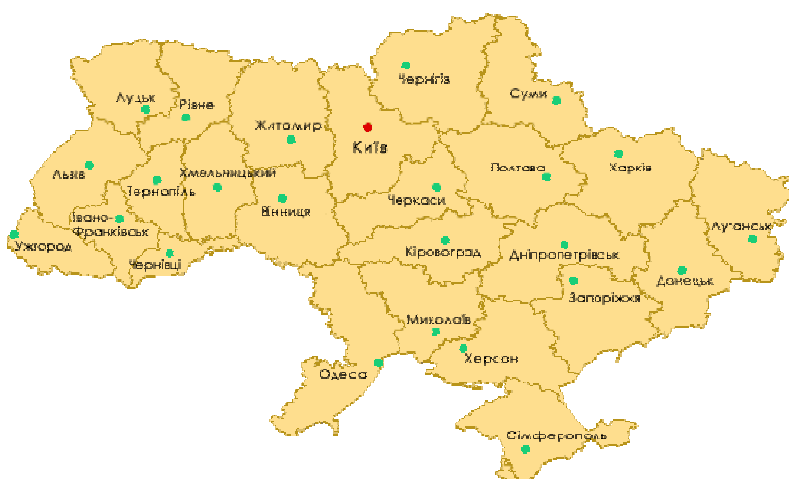 Чернігів
Суми
Луцьк
Рівне
Житомир
Київ
Львів
Тернопіль
Хмельницький
Вінниця
Черкаси
Полтава
Харків
Івано-
Франківськ
Ужгород
Чернівці
Кіровоград
Дніпропетрівськ
Луганськ
Донецьк
Запоріжжя
Миколаїв
Херсон
Одеса
Сімферополь